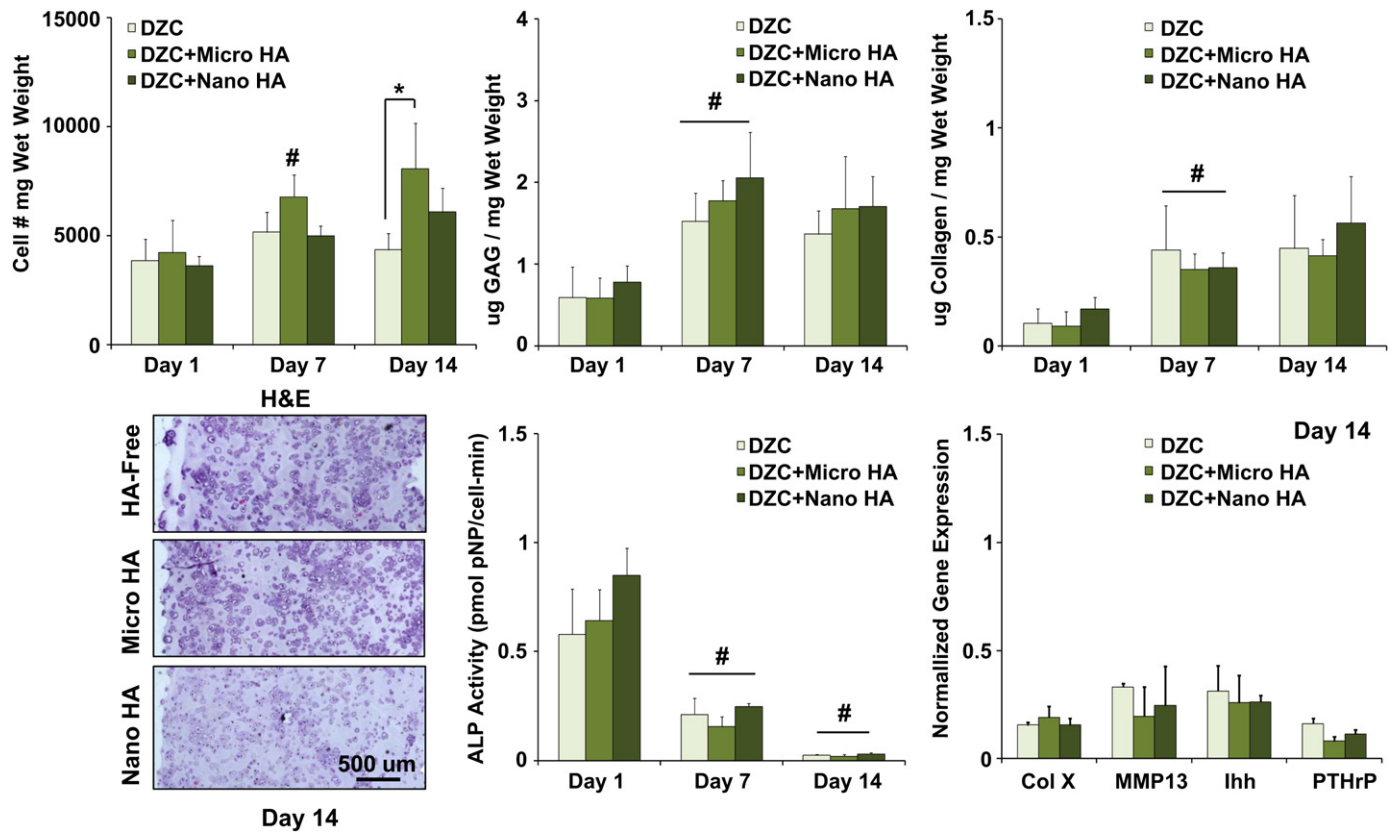 15000
10000
5000
0
Cell # mg Wet Weight
DZC
DZC+Micro HA
DZC+Nano HA
#
*
Day 1
Day 7
Day 14
4
3
2
1
0
ug GAG / mg Wet Weight
DZC
DZC+Micro HA
DZC+Nano HA
#
Day 1
Day 7
Day 14
1.5
1
0.5
0
ug Collagen / mg Wet Weight
DZC
DZC+Micro HA
DZC+Nano HA
#
Day 1
Day 7
Day 14
H&E
HA-Free
Micro HA
Nano HA
500 um
Day 14
1.5
1
0.5
0
ALP Activity (pmol pNP/cell-min)
DZC
DZC+Micro HA
DZC+Nano HA
#
#
Day 1
Day 7
Day 14
Day 14
1.5
1
0.5
0
Normallized Gene Expression
DZC
DZC+Micro HA
DZC+Nano HA
Col X
MMP13
Ihh
PTHrP